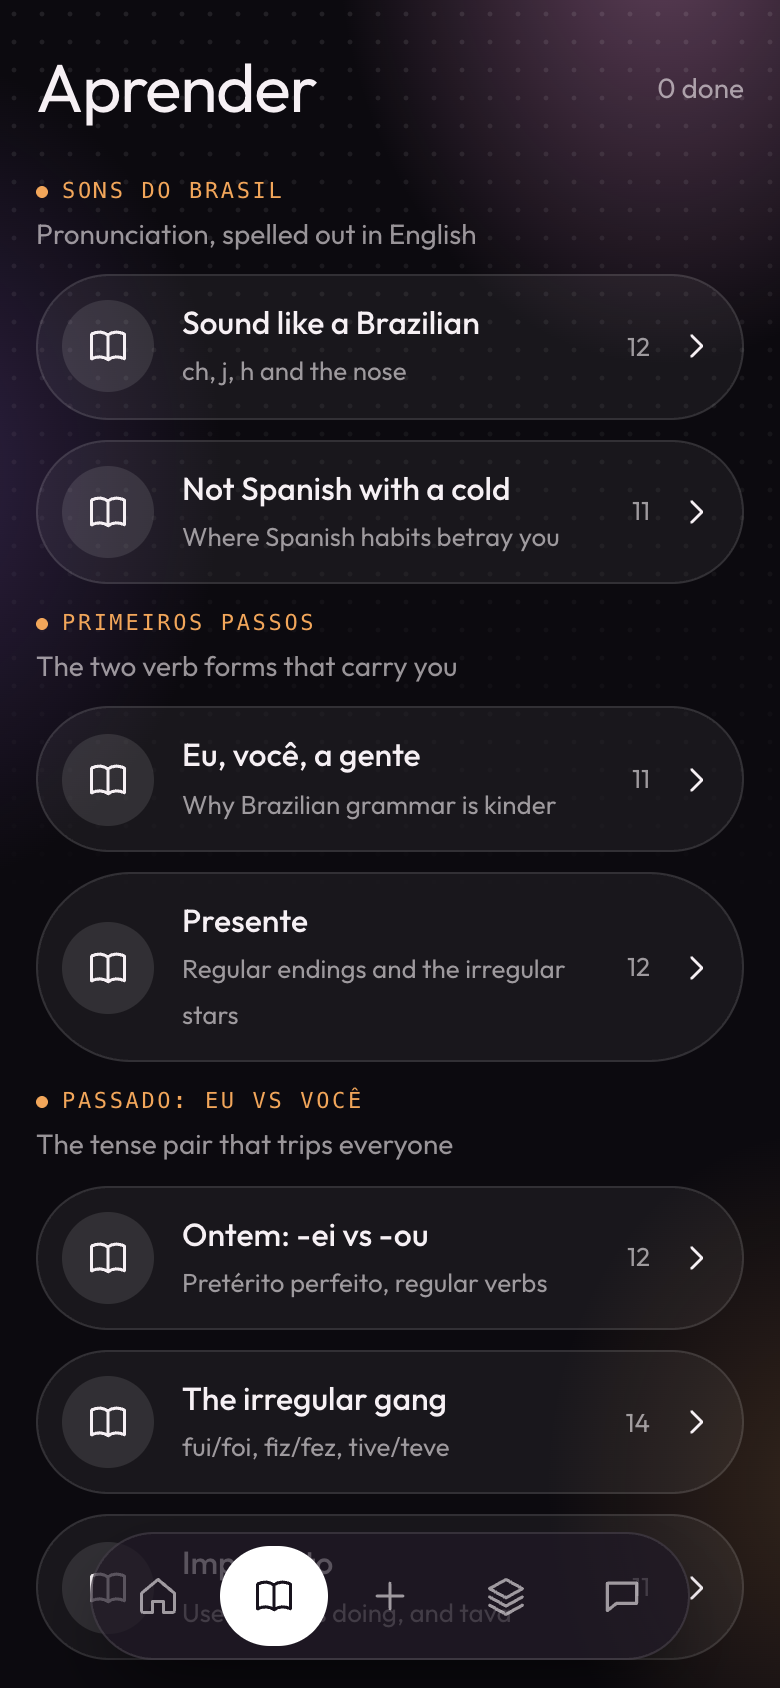 Aprender
0 done
SONS DO BRASIL
Pronunciation, spelled out in English
Sound like a Brazilian
ch, j, h and the nose
12
Not Spanish with a cold
Where Spanish habits betray you
11
PRIMEIROS PASSOS
The two verb forms that carry you
Eu, você, a gente
Why Brazilian grammar is kinder
11
Presente
Regular endings and the irregular
stars
12
PASSADO: EU VS VOCÊ
The tense pair that trips everyone
Ontem: -ei vs -ou
Pretérito perfeito, regular verbs
12
The irregular gang
fui/foi, fiz/fez, tive/teve
14
doing, and tava
11